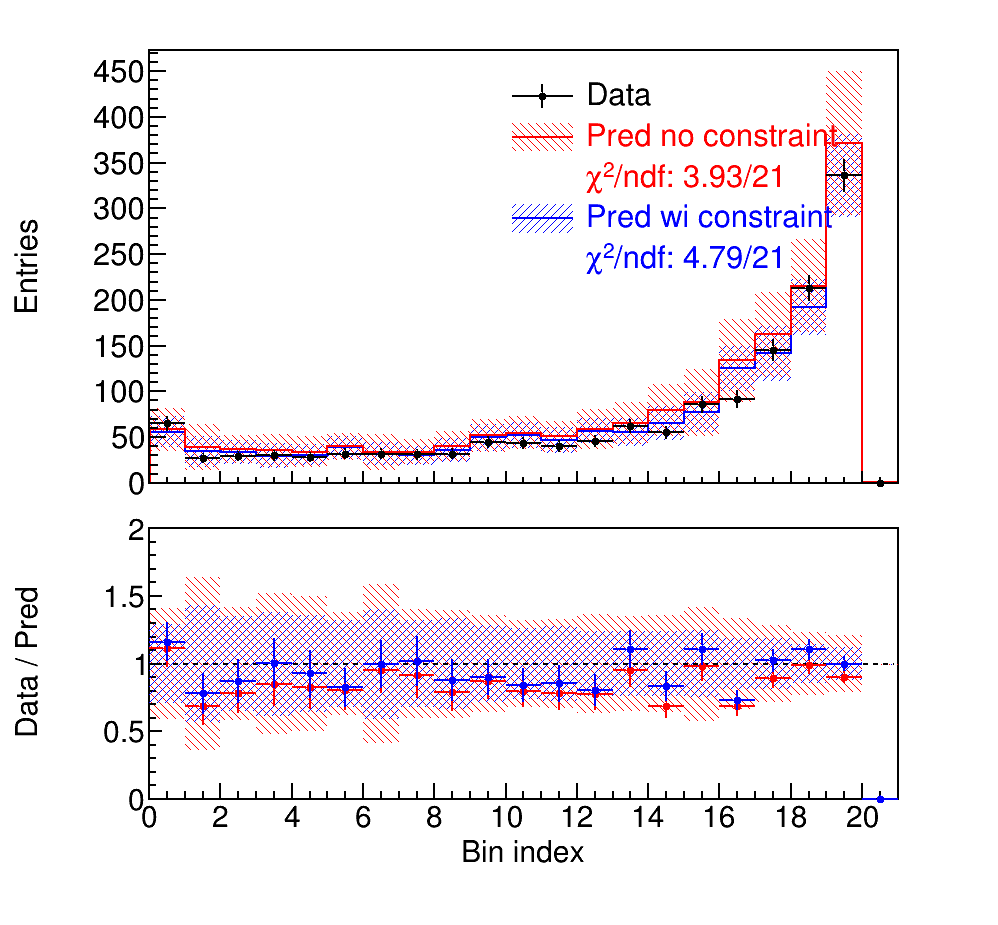 450
400
350
300
250
200
150
100
50
0
Entries
Data
Pred no constraint
χ²/ndf: 3.93/21
Pred wi constraint
χ²/ndf: 4.79/21
2
1.5
1
0.5
0
Data / Pred
0 2 4 6 8 10 12 14 16 18 20
Bin index